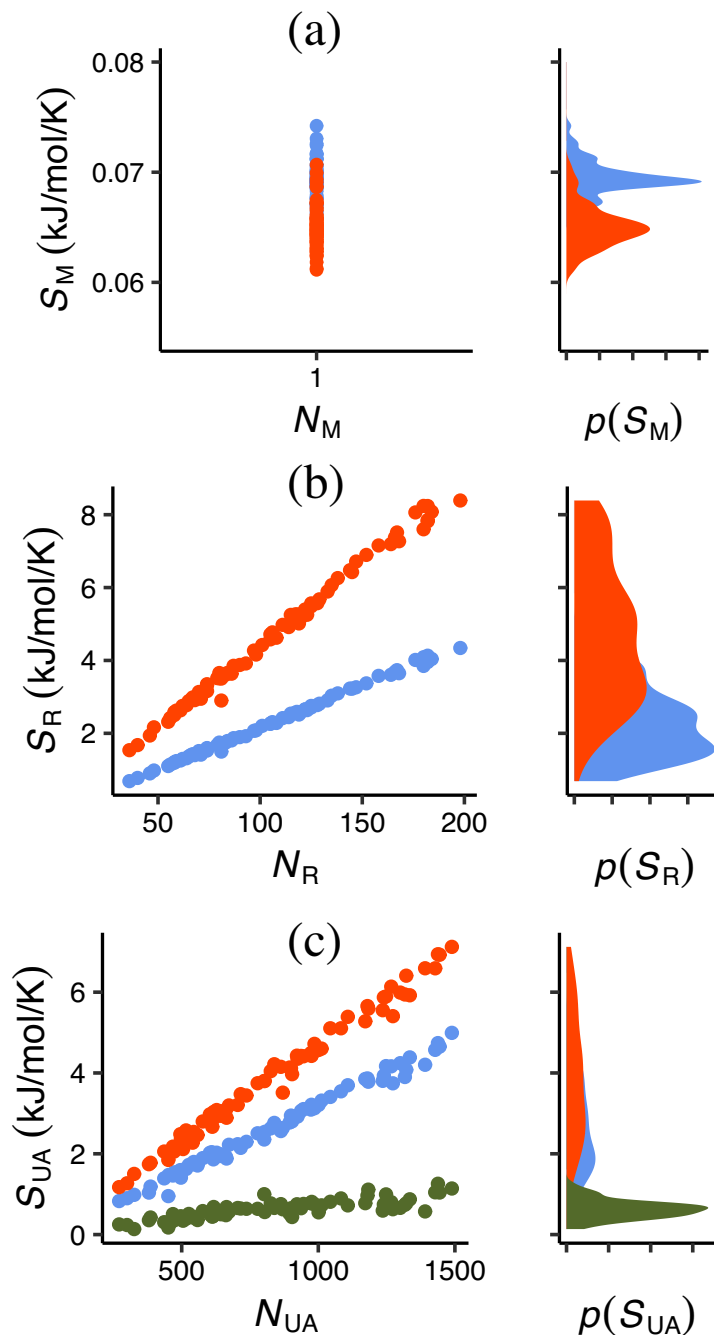 (a)
0.08
0.07
0.06
S_M (kJ/mol/K)
1
N_M
p(S_M)
(b)
8
6
4
2
S_R (kJ/mol/K)
50 100 150 200
N_R
p(S_R)
(c)
6
4
2
0
S_UA (kJ/mol/K)
500 1000 1500
N_UA
p(S_UA)